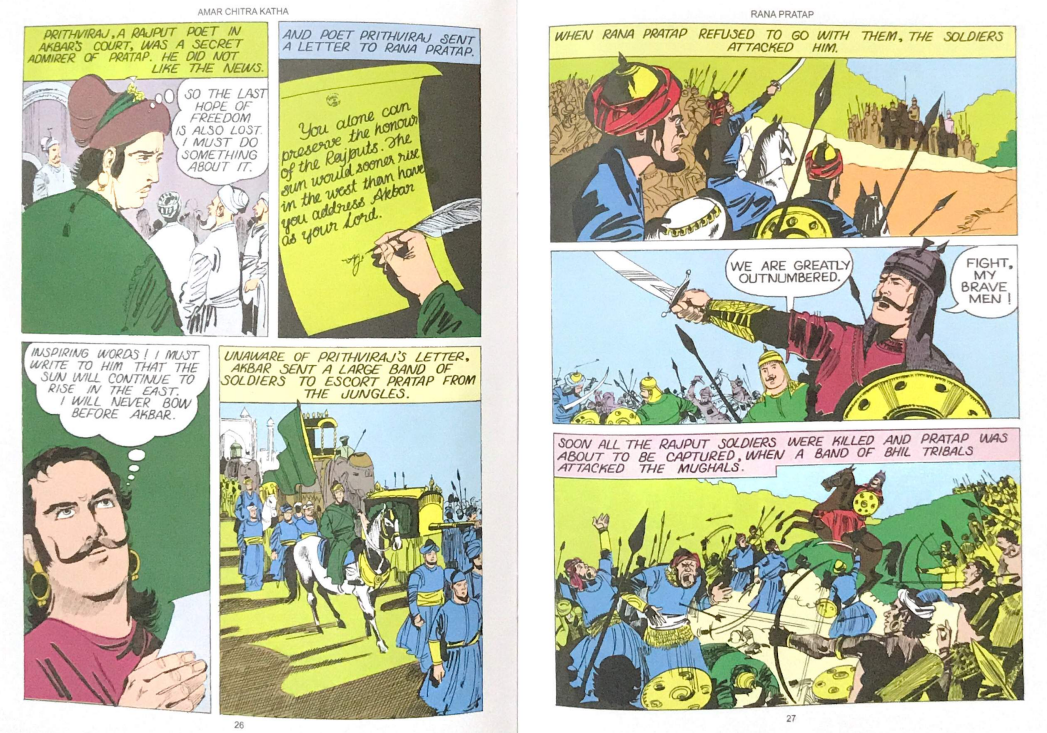 AMAR CHITRA KATHA
PRITHVIRAJ, A RAJPUT POET IN
AKBAR'S COURT, WAS A SECRET
ADMIRER OF PRATAP. HE DID NOT
LIKE THE NEWS.
SO THE LAST
HOPE OF
FREEDOM
IS ALSO LOST.
I MUST DO
SOMETHING
ABOUT IT.
AND POET PRITHVIRAJ SENT
A LETTER TO RANA PRATAP.
You alone can
preserve the honour
of the Rajputs. The
sun would sooner rise
in the west than have
you address Akbar
as your Lord.
INSPIRING WORDS! I MUST
WRITE TO HIM THAT THE
SUN WILL CONTINUE TO
RISE IN THE EAST.
I WILL NEVER BOW
BEFORE AKBAR.
UNAWARE OF PRITHVIRAJ'S LETTER,
AKBAR SENT A LARGE BAND OF
SOLDIERS TO ESCORT PRATAP FROM
THE JUNGLES.
26
RANA PRATAP
WHEN RANA PRATAP REFUSED TO GO WITH THEM, THE SOLDIERS
ATTACKED HIM.
WE ARE GREATLY
OUTNUMBERED.
FIGHT,
MY
BRAVE
MEN!
SOON ALL THE RAJPUT SOLDIERS WERE KILLED AND PRATAP WAS
ABOUT TO BE CAPTURED, WHEN A BAND OF BHIL TRIBALS
ATTACKED THE MUGHALS.
27